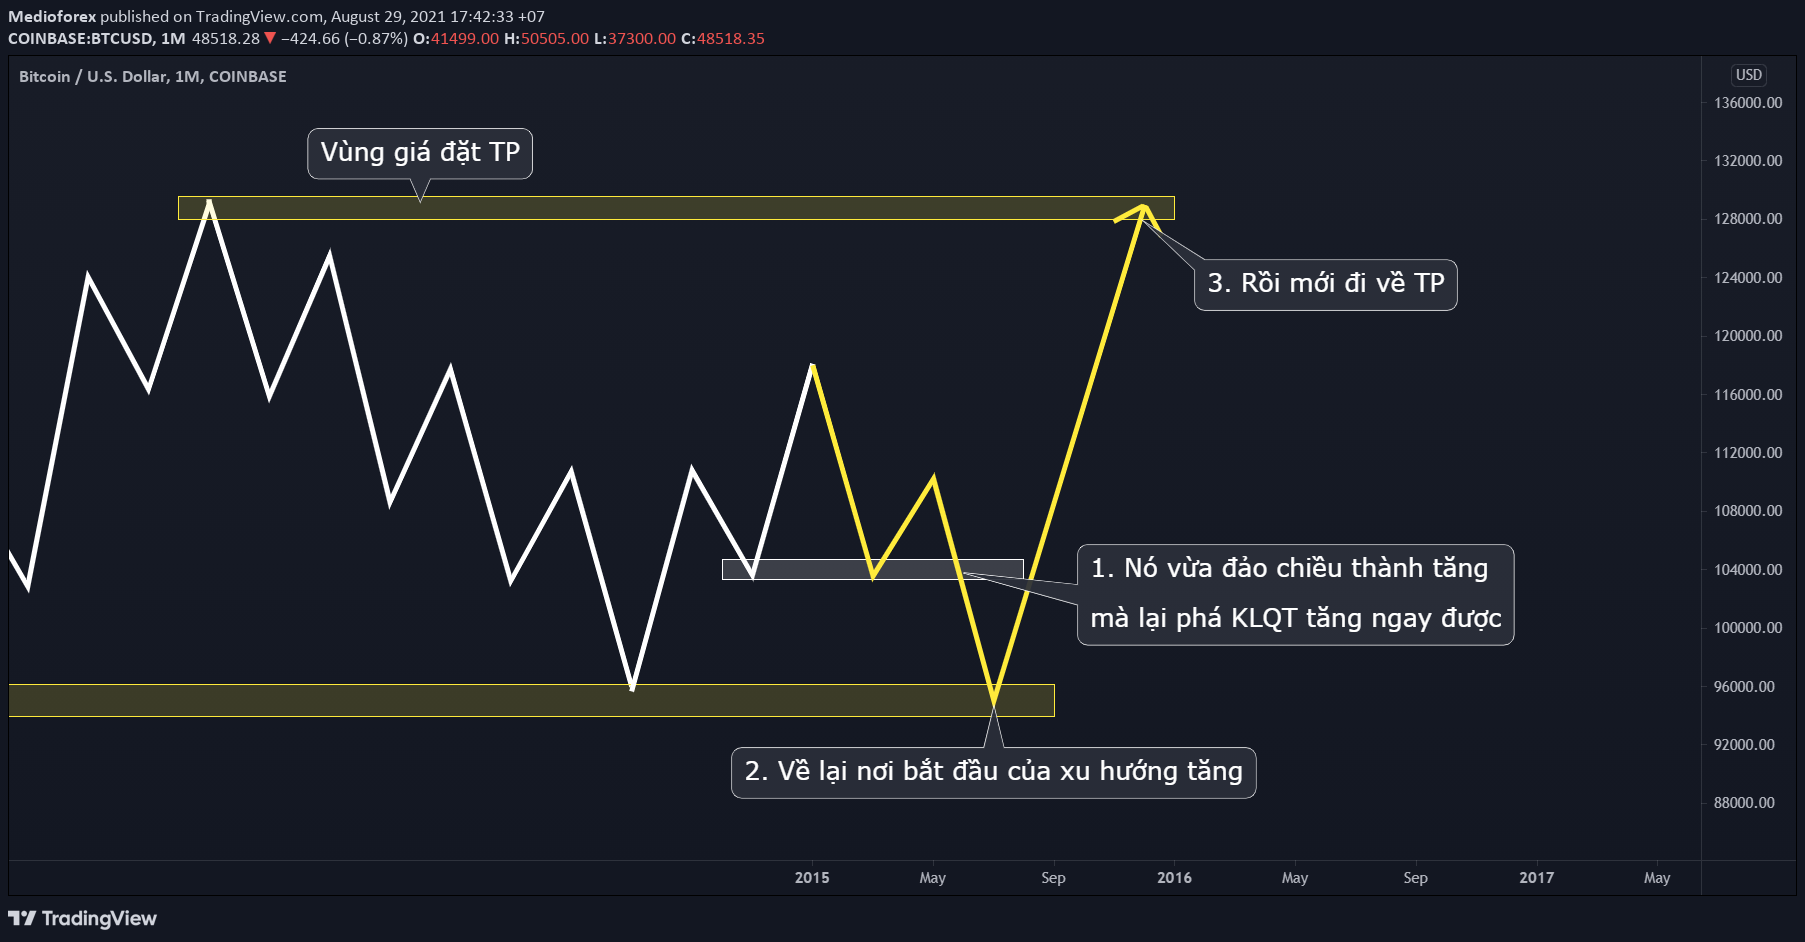 Medioforex published on TradingView.com, August 29, 2021 17:42:33 +07
COINBASE:BTCUSD, 1M 48518.28 ▼ −424.66 (−0.87%) O:41499.00 H:50505.00 L:37300.00 C:48518.35
Bitcoin / U.S. Dollar, 1M, COINBASE
USD
136000.00
Vùng giá đặt TP
132000.00
128000.00
3. Rồi mới đi về TP
124000.00
120000.00
116000.00
112000.00
108000.00
1. Nó vừa đảo chiều thành tăng
mà lại phá KLQT tăng ngay được
104000.00
100000.00
96000.00
2. Về lại nơi bắt đầu của xu hướng tăng
92000.00
88000.00
2015 May Sep 2016 May Sep 2017 May
TradingView